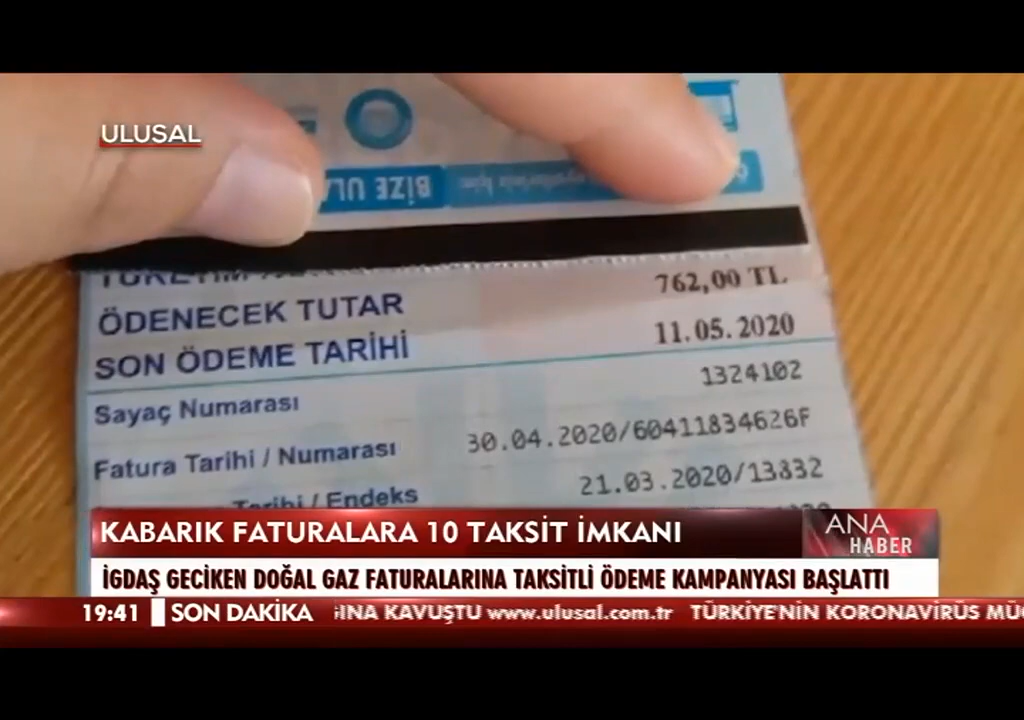 ULUSAL
BİZE
762,00 TL
ÖDENECEK TUTAR
11.05.2020
SON ÖDEME TARİHİ
1324102
Sayaç Numarası
30.04.2020/60411834626F
Fatura Tarihi / Numarası
21.03.2020/13832
Tarihi / Endeks
KABARIK FATURALARA 10 TAKSİT İMKANI
ANA
HABER
İGDAŞ GECİKEN DOĞAL GAZ FATURALARINA TAKSİTLİ ÖDEME KAMPANYASI BAŞLATTI
19:41 SON DAKİKA KAVUŞTU www.ulusal.com.tr TÜRKİYE'NİN KORONAVİRÜS